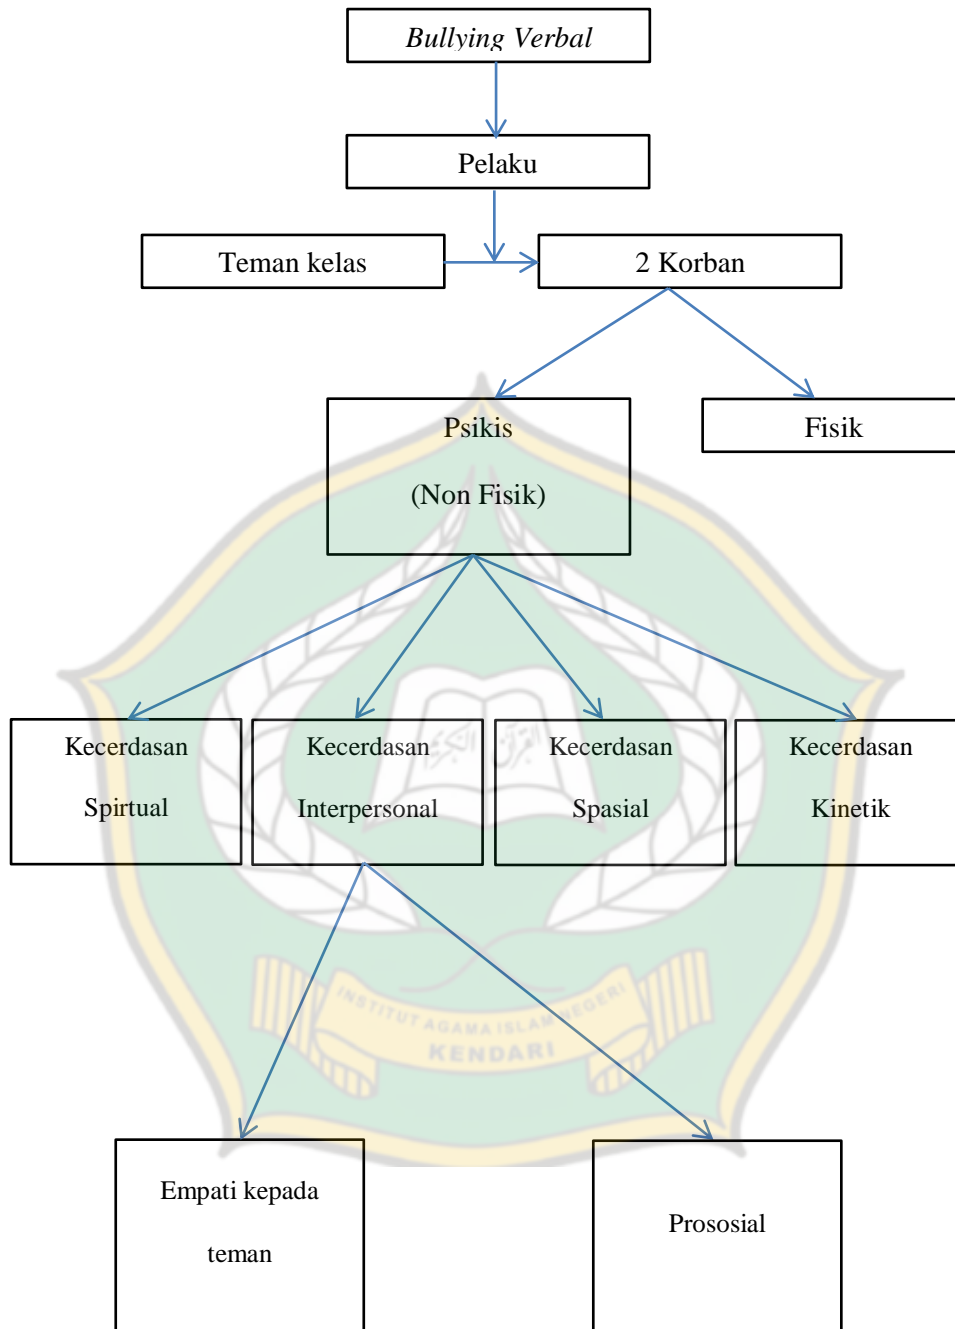 Bullying Verbal
Pelaku
Teman kelas
2 Korban
Psikis
(Non Fisik)
Fisik
Kecerdasan
Spirtual
Kecerdasan
Interpersonal
Kecerdasan
Spasial
Kecerdasan
Kinetik
INSTITUT AGAMA ISLAM NEGERI
KENDARI
Empati kepada
teman
Prososial